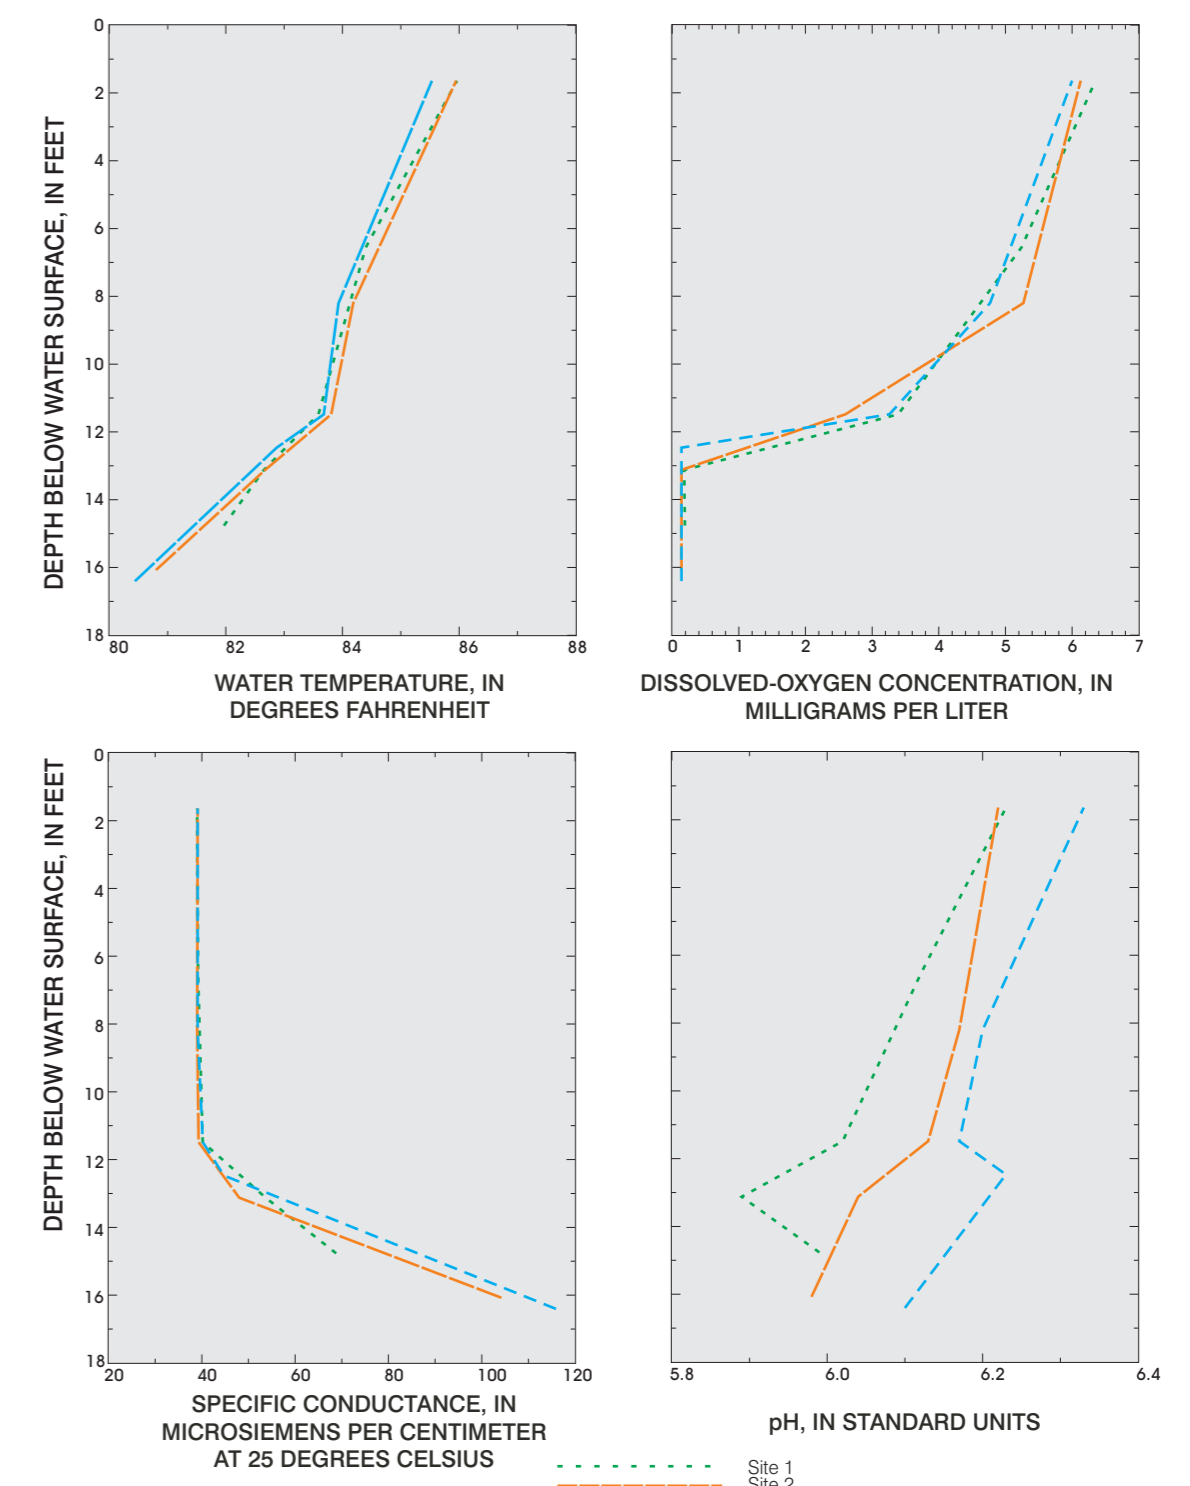 0
2
4
6
8
10
12
14
16
18
DEPTH BELOW WATER SURFACE, IN FEET
80 82 84 86 88
WATER TEMPERATURE, IN
DEGREES FAHRENHEIT
0 1 2 3 4 5 6 7
DISSOLVED-OXYGEN CONCENTRATION, IN
MILLIGRAMS PER LITER
0
2
4
6
8
10
12
14
16
18
DEPTH BELOW WATER SURFACE, IN FEET
20 40 60 80 100 120
SPECIFIC CONDUCTANCE, IN
MICROSIEMENS PER CENTIMETER
AT 25 DEGREES CELSIUS
5.8 6.0 6.2 6.4
pH, IN STANDARD UNITS
Site 1
Site 2